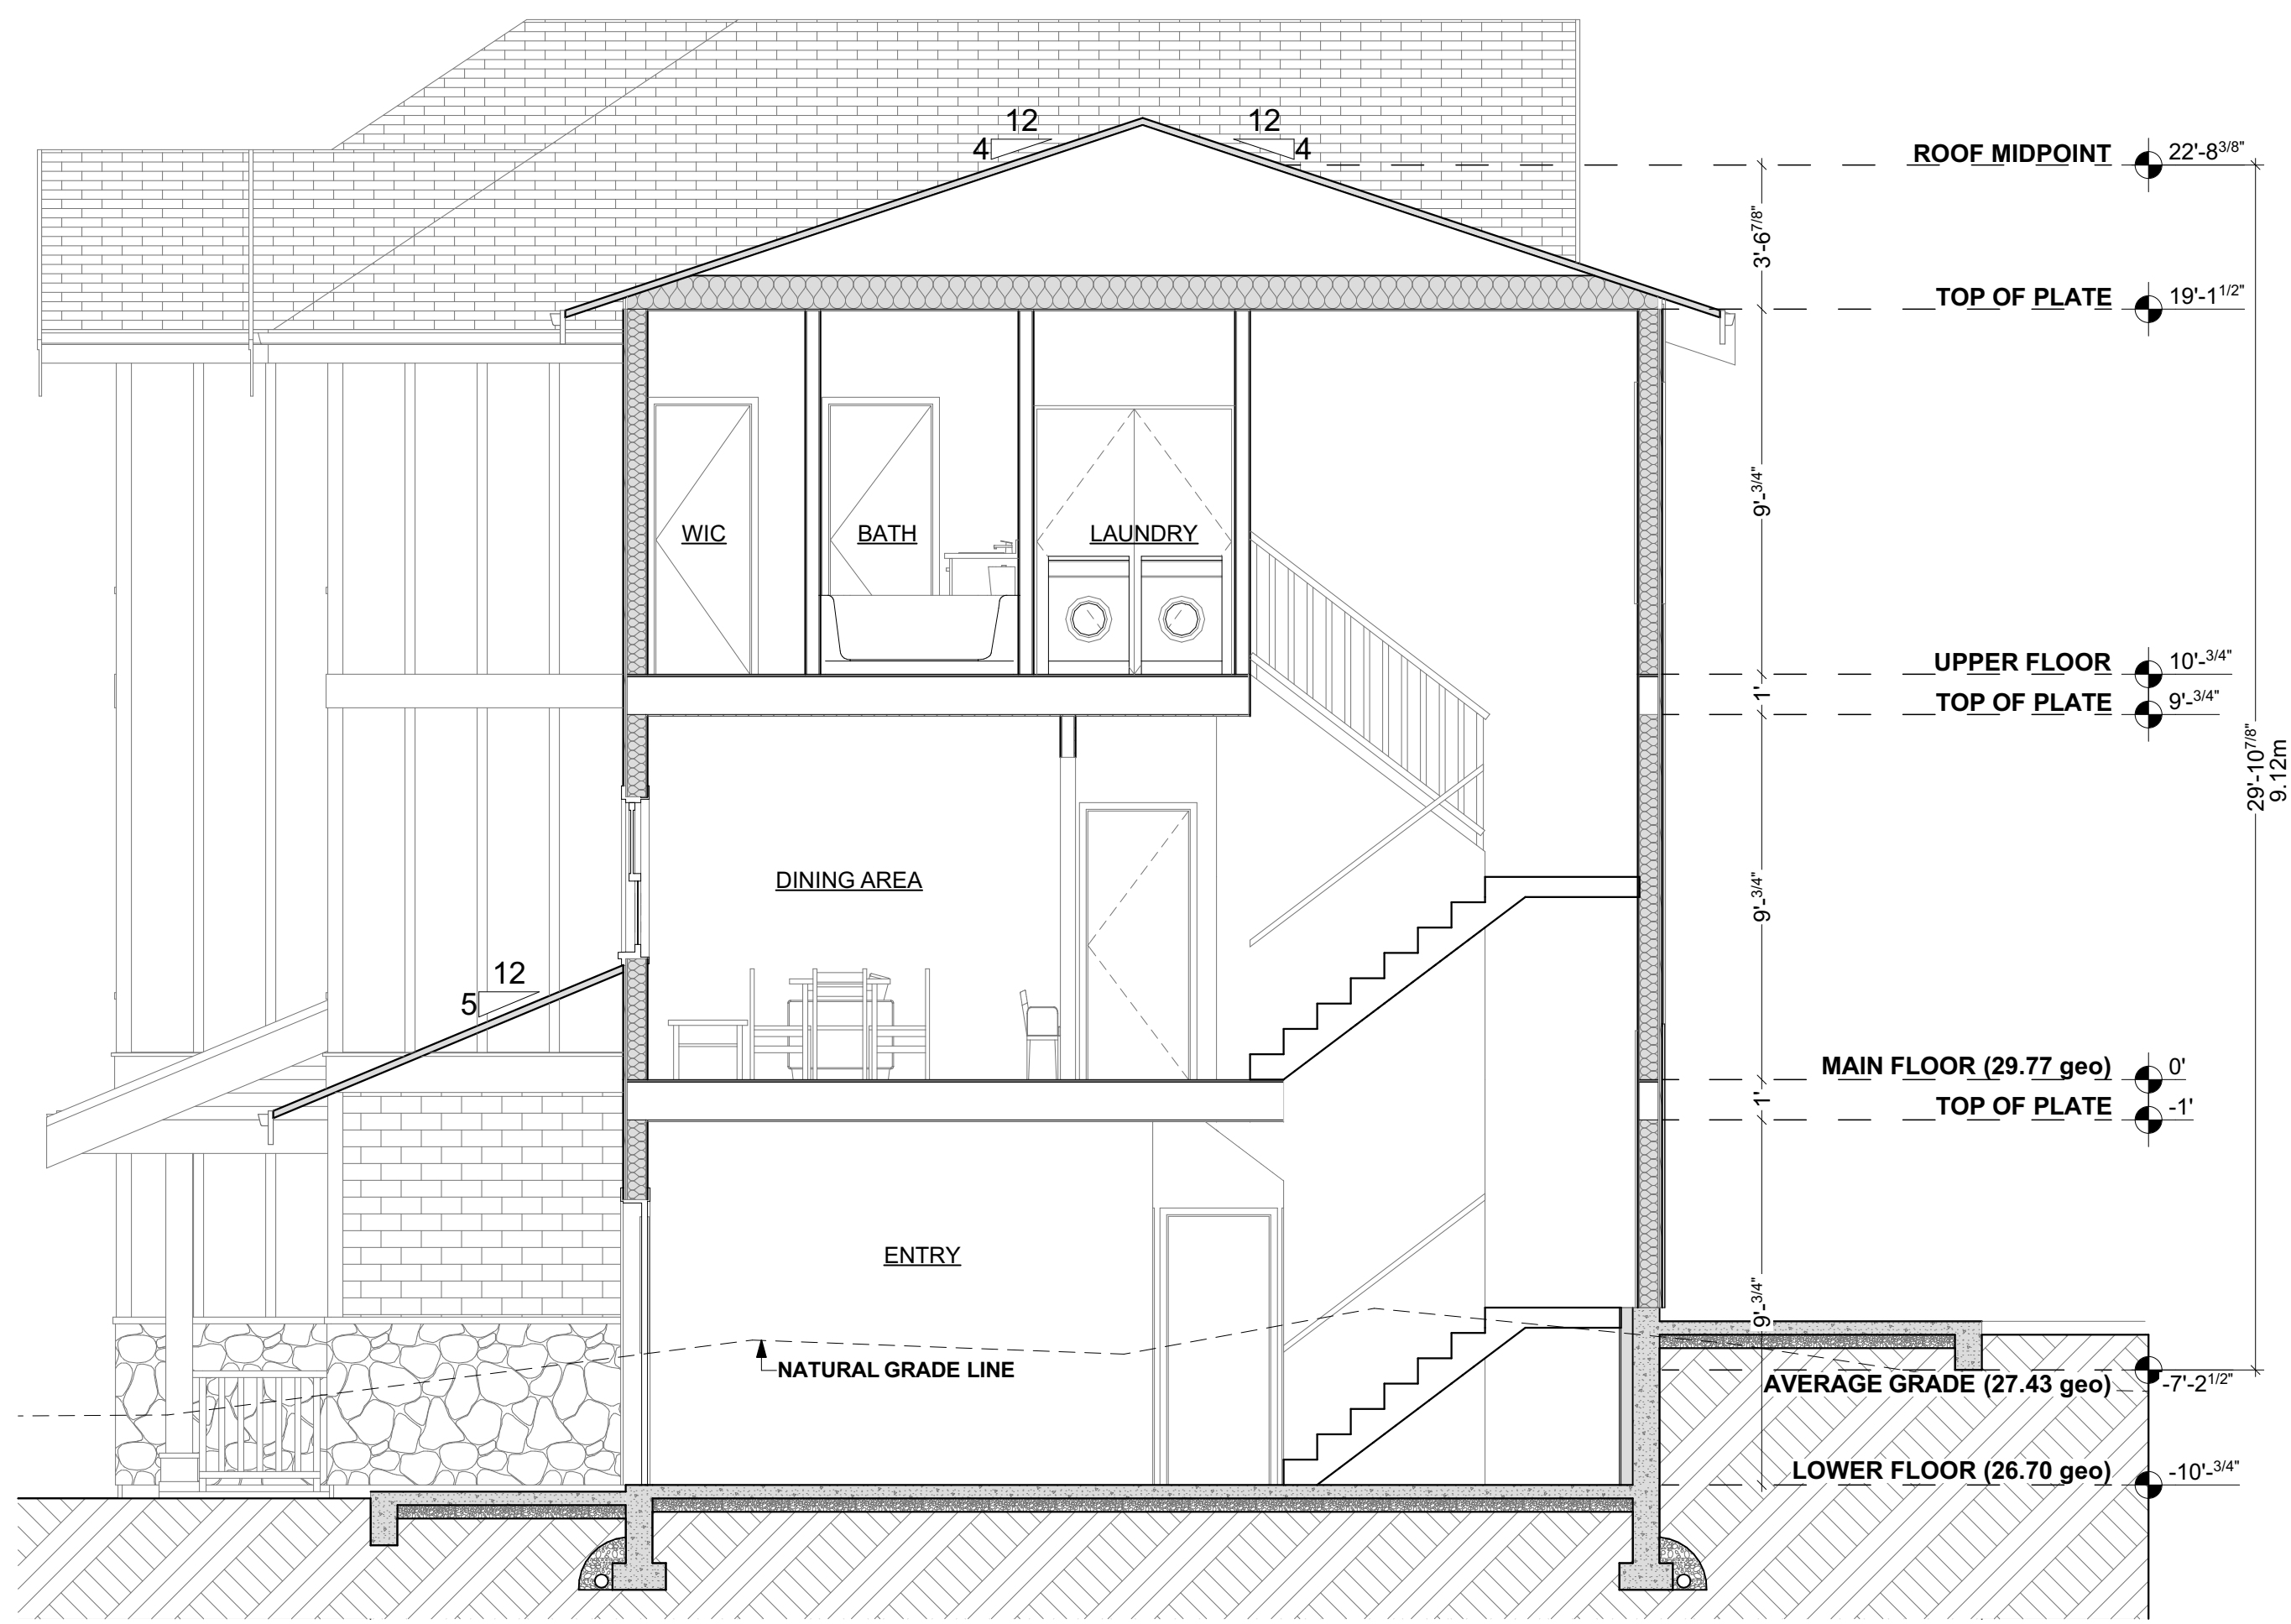 12
12
4
4
ROOF MIDPOINT
22'-8 3/8"
3'-6 7/8"
TOP OF PLATE
19'-1 1/2"
9'- 3/4"
WIC
BATH
LAUNDRY
UPPER FLOOR
10'- 3/4"
1'
TOP OF PLATE
9'- 3/4"
29'-10 7/8"
9.12m
DINING AREA
9'- 3/4"
12
5
MAIN FLOOR (29.77 geo)
0'
1'
TOP OF PLATE
-1'
ENTRY
9'- 3/4"
NATURAL GRADE LINE
AVERAGE GRADE (27.43 geo)
-7'-2 1/2"
LOWER FLOOR (26.70 geo)
-10'- 3/4"